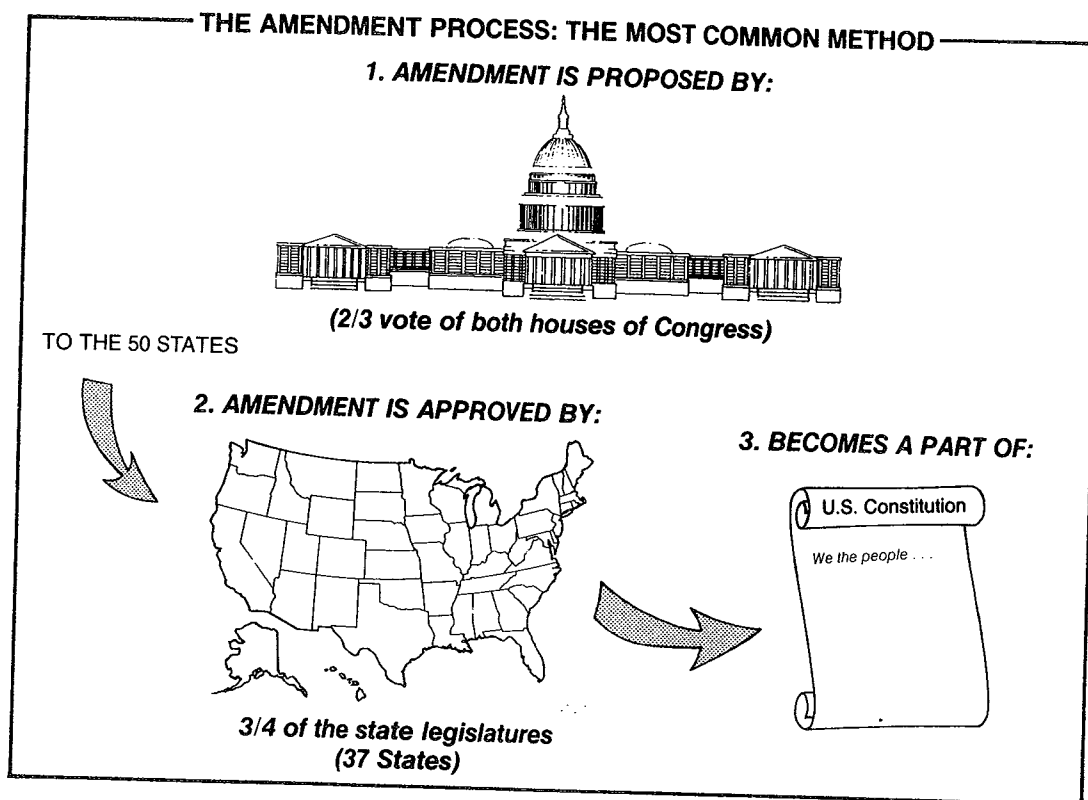 THE AMENDMENT PROCESS: THE MOST COMMON METHOD
1. AMENDMENT IS PROPOSED BY:
(2/3 vote of both houses of Congress)
TO THE 50 STATES
2. AMENDMENT IS APPROVED BY:
3/4 of the state legislatures
(37 States)
3. BECOMES A PART OF:
U.S. Constitution
We the people . . .